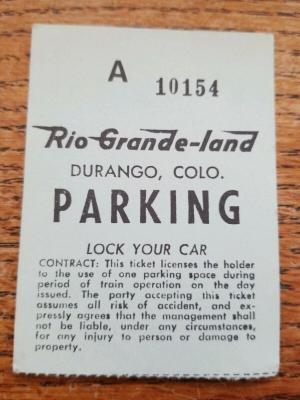 A 10154
Rio Grande-land
DURANGO, COLO.
PARKING
LOCK YOUR CAR
CONTRACT: This ticket licenses the holder
to the use of one parking space during
period of train operation on the day
issued. The party accepting this ticket
assumes all risk of accident, and ex-
pressly agrees that the management shall
not be liable, under any circumstances,
for any injury to person or damage to
property.